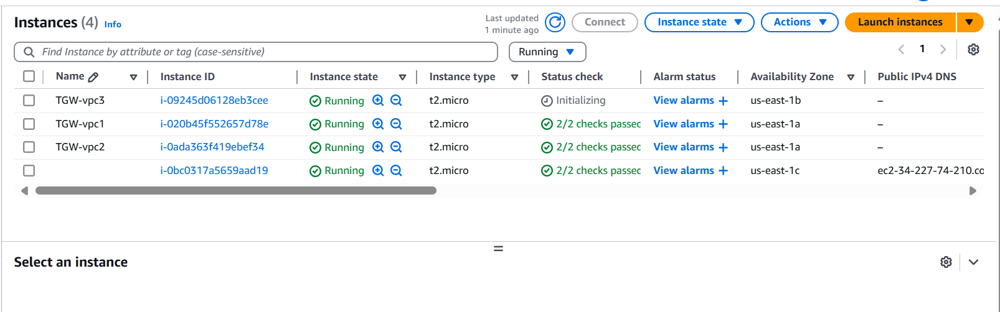 Instances (4) Info
Last updated
1 minute ago
Connect
Instance state
Actions
Launch instances
Find Instance by attribute or tag (case-sensitive)
Running
1
Name Instance ID Instance state Instance type Status check Alarm status Availability Zone Public IPv4 DNS
TGW-vpc3 i-09245d06128eb3cee Running t2.micro Initializing View alarms + us-east-1b –
TGW-vpc1 i-020b45f552657d78e Running t2.micro 2/2 checks passec View alarms + us-east-1a –
TGW-vpc2 i-0ada363f419ebef34 Running t2.micro 2/2 checks passec View alarms + us-east-1a –
i-0bc0317a5659aad19 Running t2.micro 2/2 checks passec View alarms + us-east-1c ec2-34-227-74-210.co
Select an instance